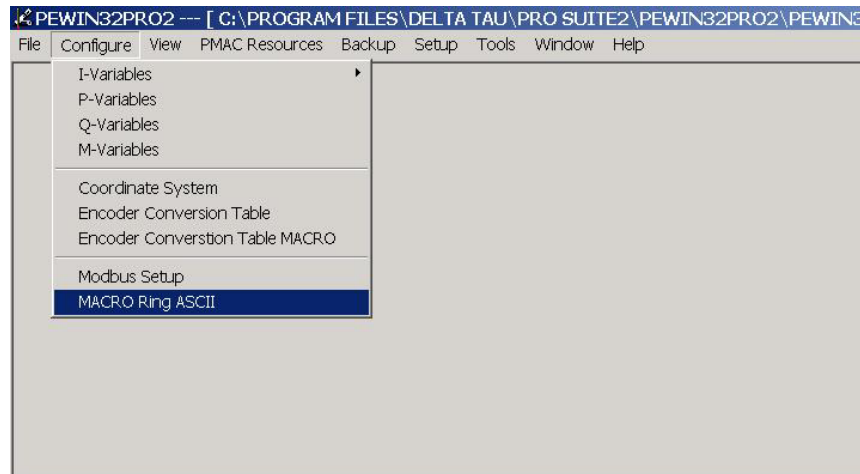 PEWIN32PRO2 --- [ C:\PROGRAM FILES\DELTA TAU\PRO SUITE2\PEWIN32PRO2\PEWIN3
File Configure View PMAC Resources Backup Setup Tools Window Help
I-Variables
P-Variables
Q-Variables
M-Variables
Coordinate System
Encoder Conversion Table
Encoder Converstion Table MACRO
Modbus Setup
MACRO Ring ASCII